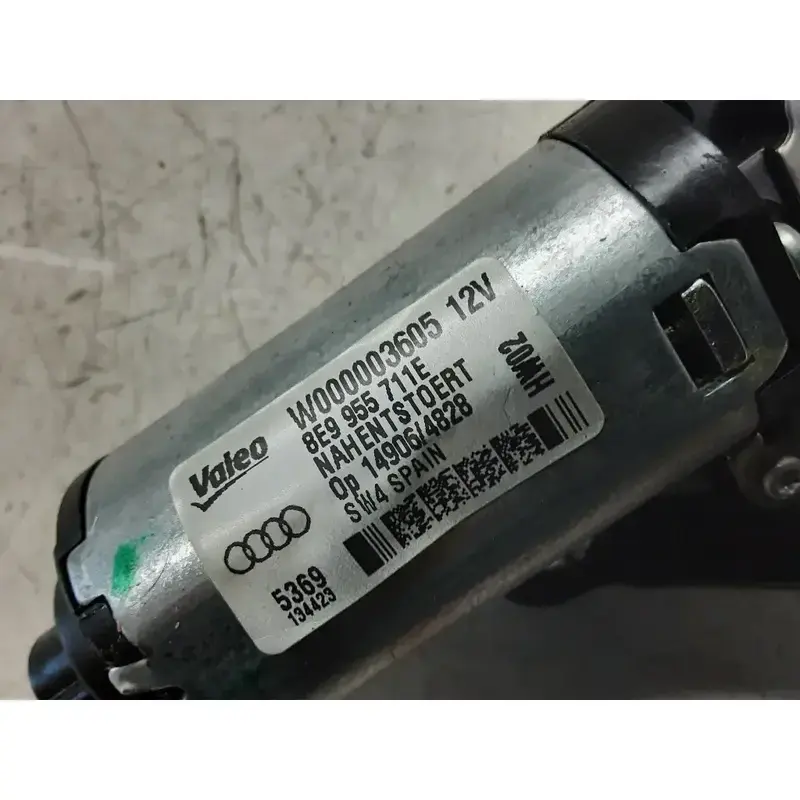 Valeo
W000003605 12V
8E9 955 711E
NAHENTSTOERT
Op 14906/4828
SW4 SPAIN
HW02
5369
134423